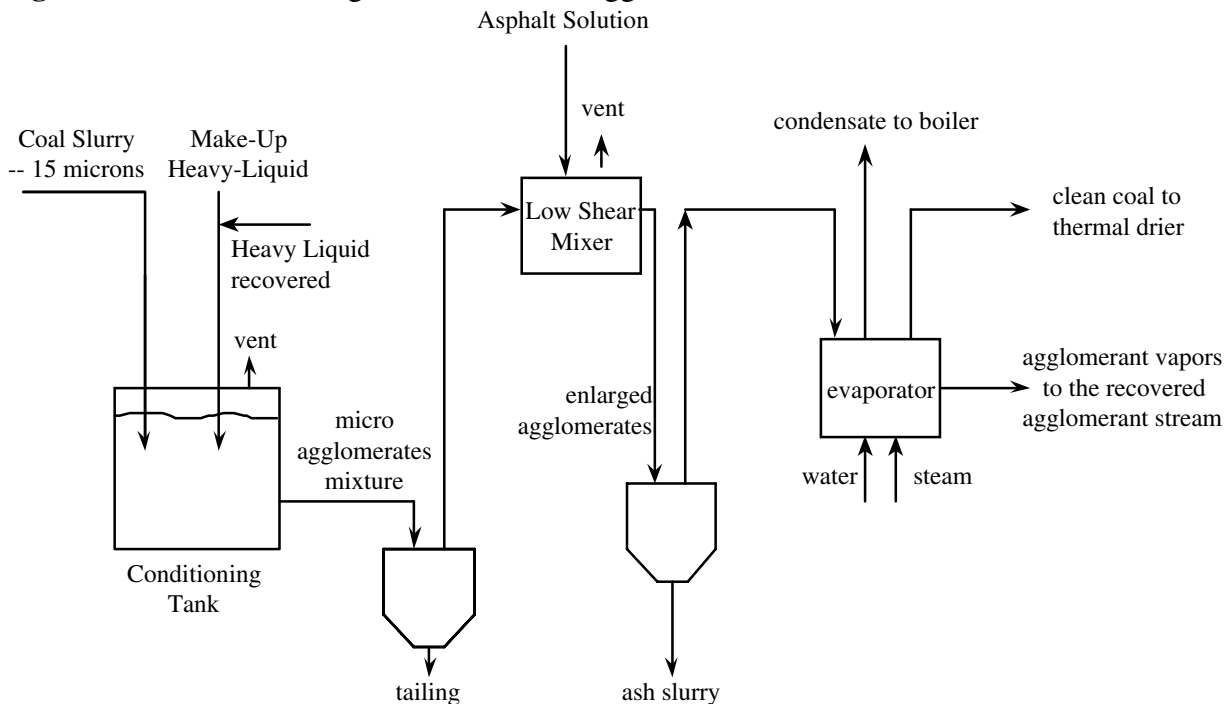 Asphalt Solution
vent
condensate to boiler
Coal Slurry
-- 15 microns
Make-Up
Heavy-Liquid
Low Shear
Mixer
clean coal to
thermal drier
Heavy Liquid
recovered
vent
evaporator
agglomerant vapors
to the recovered
agglomerant stream
enlarged
agglomerates
micro
agglomerates
mixture
water
steam
Conditioning
Tank
tailing
ash slurry